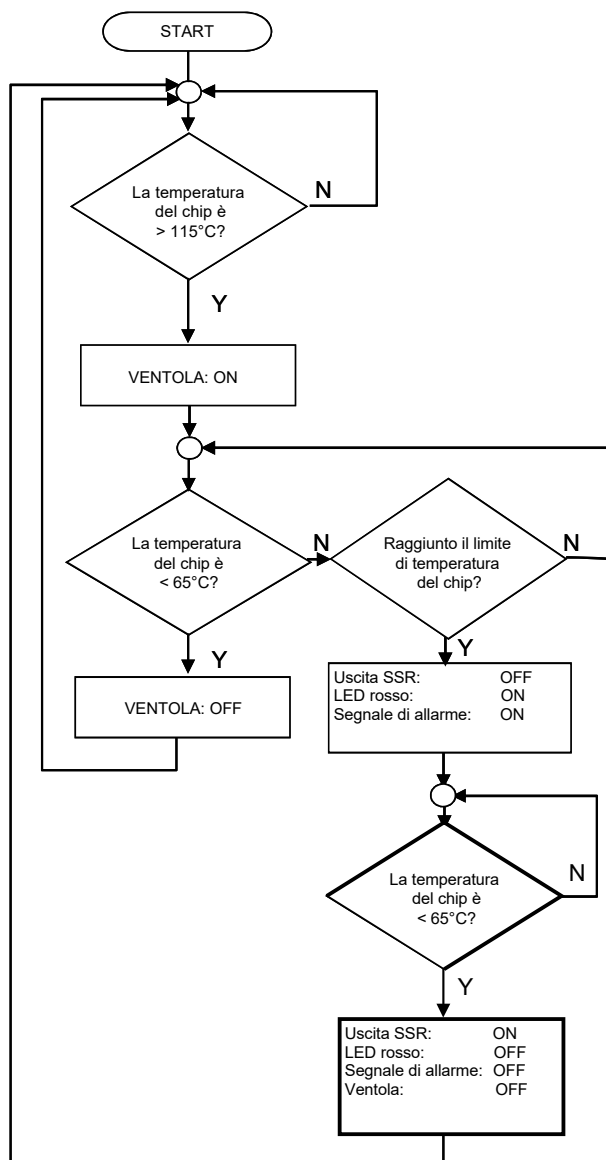 START
La temperatura
del chip è
> 115°C?
N
Y
VENTOLA: ON
La temperatura
del chip è
< 65°C?
N
Raggiunto il limite
di temperatura
del chip?
N
Y
Y
VENTOLA: OFF
Uscita SSR: OFF
LED rosso: ON
Segnale di allarme: ON
La temperatura
del chip è
< 65°C?
N
Y
Uscita SSR: ON
LED rosso: OFF
Segnale di allarme: OFF
Ventola: OFF